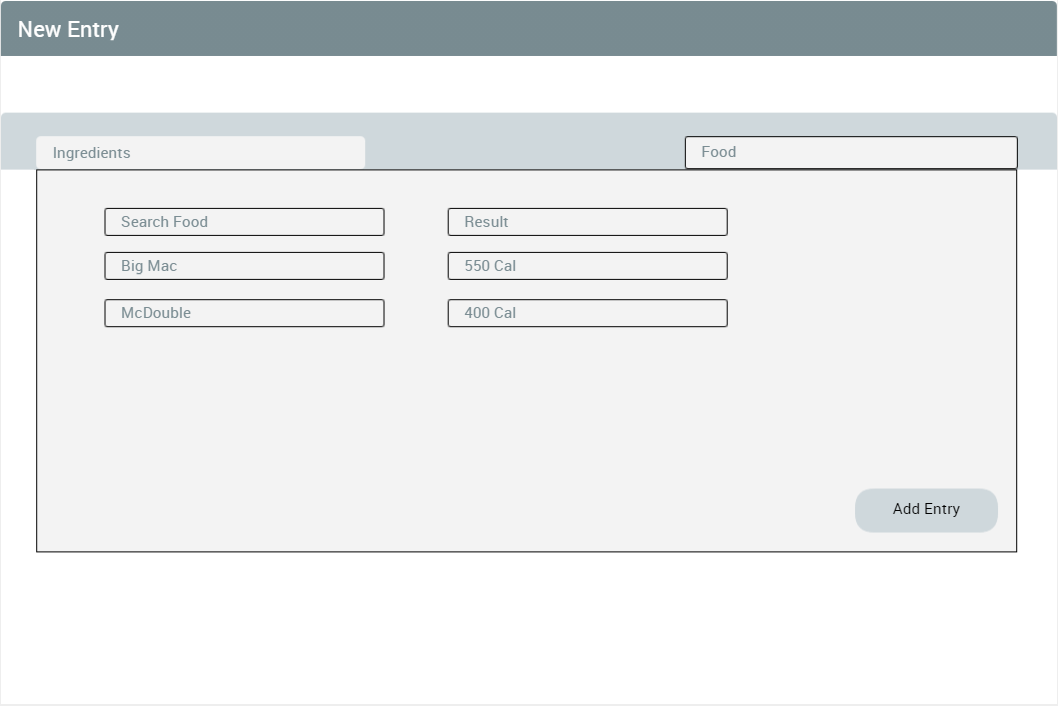 New Entry
Ingredients
Food
Search Food
Result
Big Mac
550 Cal
McDouble
400 Cal
Add Entry